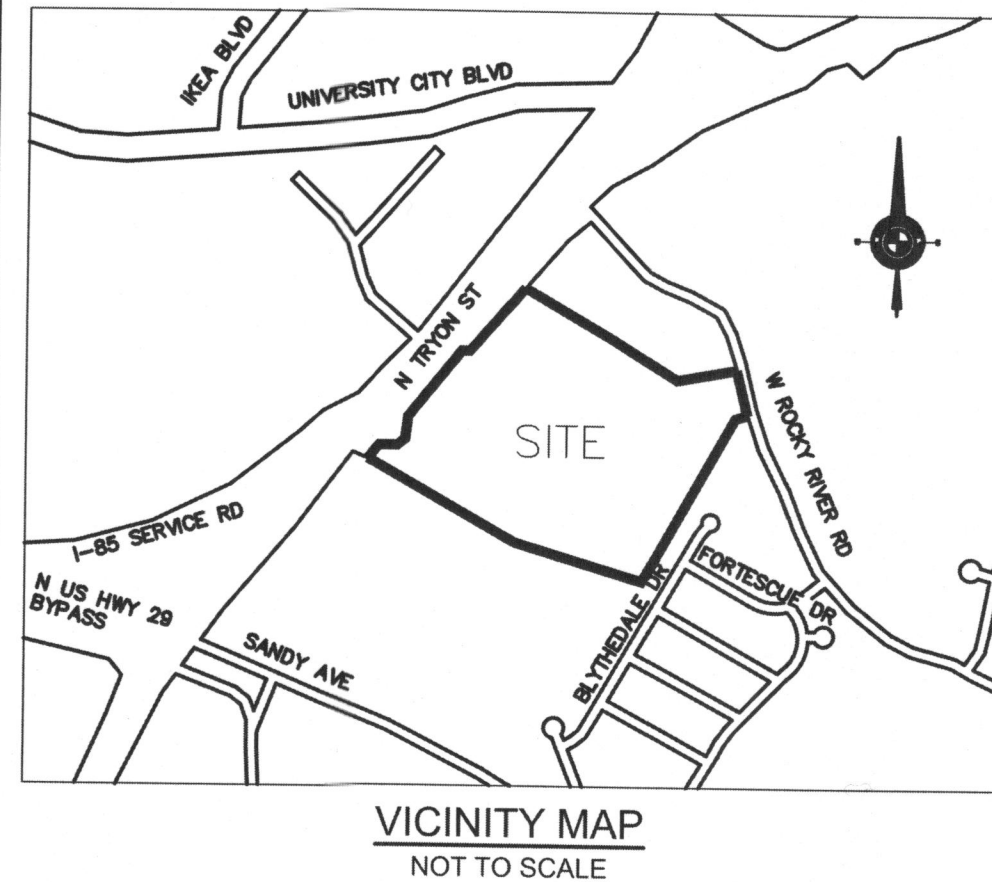 IKEA BLVD
UNIVERSITY CITY BLVD
N TRYON ST
W ROCKY RIVER RD
SITE
I-85 SERVICE RD
N US HWY 29
BYPASS
SANDY AVE
BLYTHEDALE DR
FORTESCUE DR
VICINITY MAP
NOT TO SCALE